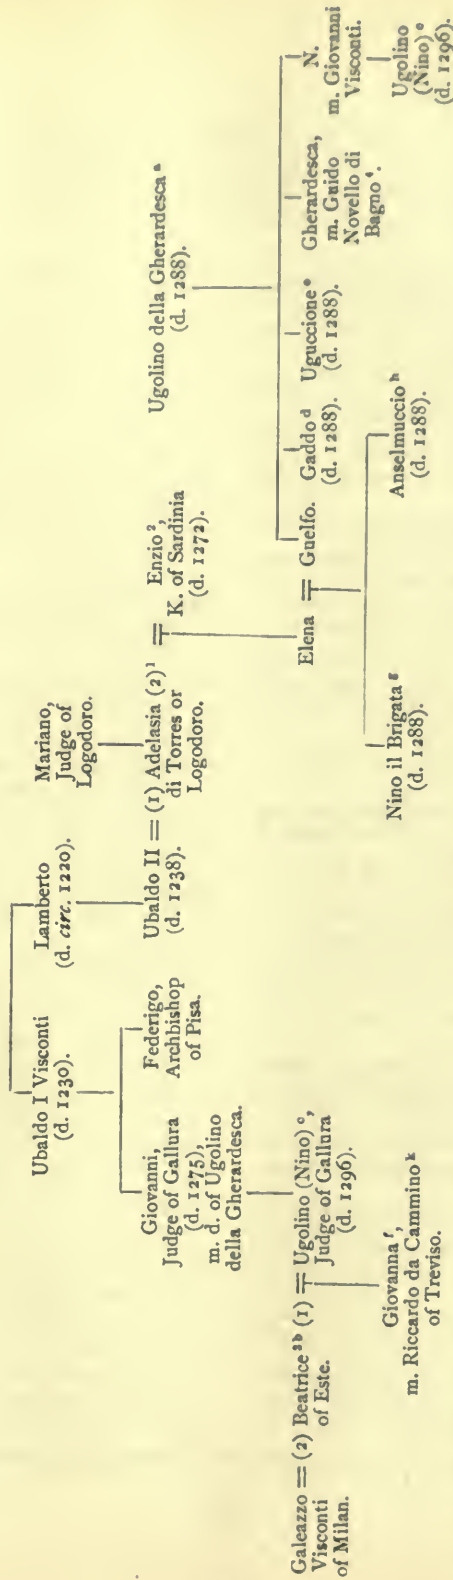 Ubaldo I Visconti
(d. 1230).
Lamberto
(d. circ. 1220).
Mariano,
Judge of
Logodoro.
Giovanni,
Judge of Gallura
(d. 1275),
m. d. of Ugolino
della Gherardesca.
Federigo,
Archbishop
of Pisa.
Ubaldo II = (1) Adelasia (2)¹ = Enzio²,
(d. 1238).
di Torres or
Logodoro.
K. of Sardinia
(d. 1272).
Ugolino della Gherardesca ᵃ
(d. 1288).
Galeazzo = (2) Beatrice³ ᵇ (1) = Ugolino (Nino) ᶜ,
Visconti
of Milan.
of Este.
Judge of Gallura
(d. 1296).
Elena = Guelfo.
Gaddo ᵈ
(d. 1288).
Uguccione ᵉ
(d. 1288).
Gherardesca,
m. Guido
Novello di
Bagno ⁴.
N.
m. Giovanni
Visconti.
Giovanna ᶠ,
m. Riccardo da Cammino ᵏ
of Treviso.
Nino il Brigata ᵍ
(d. 1288).
Anselmuccio ʰ
(d. 1288).
Ugolino
(Nino) ᶜ
(d. 1296).